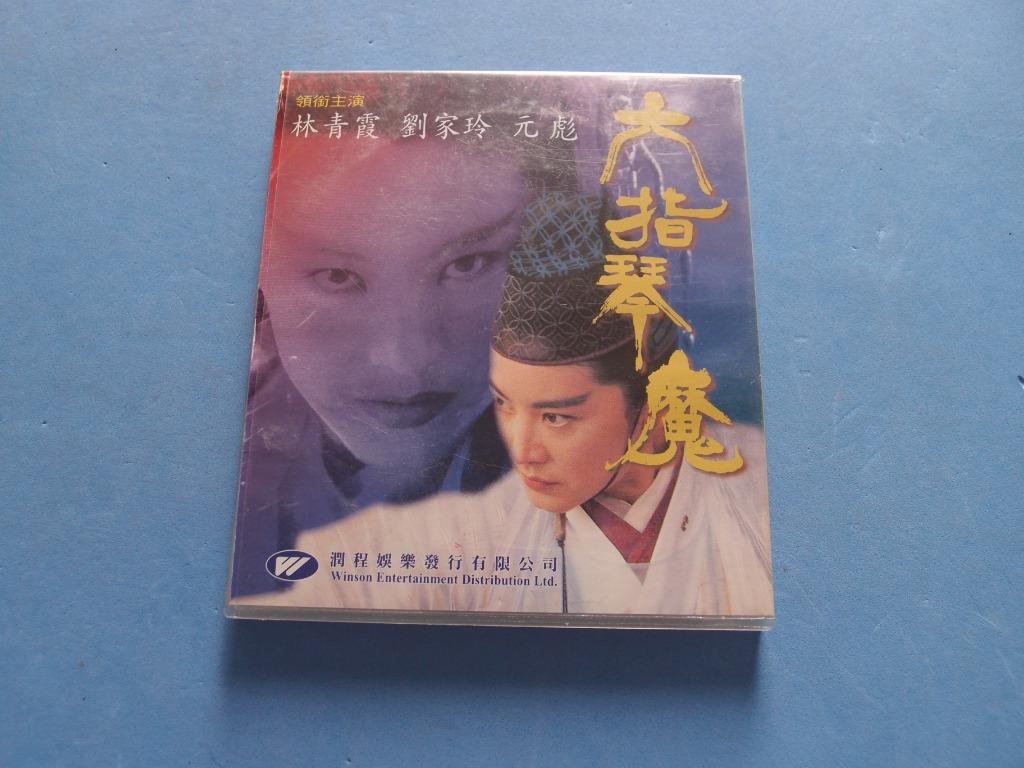 領銜主演
林青霞 劉家玲 元彪
六指琴魔
潤程娛樂發行有限公司
Winson Entertainment Distribution Ltd.